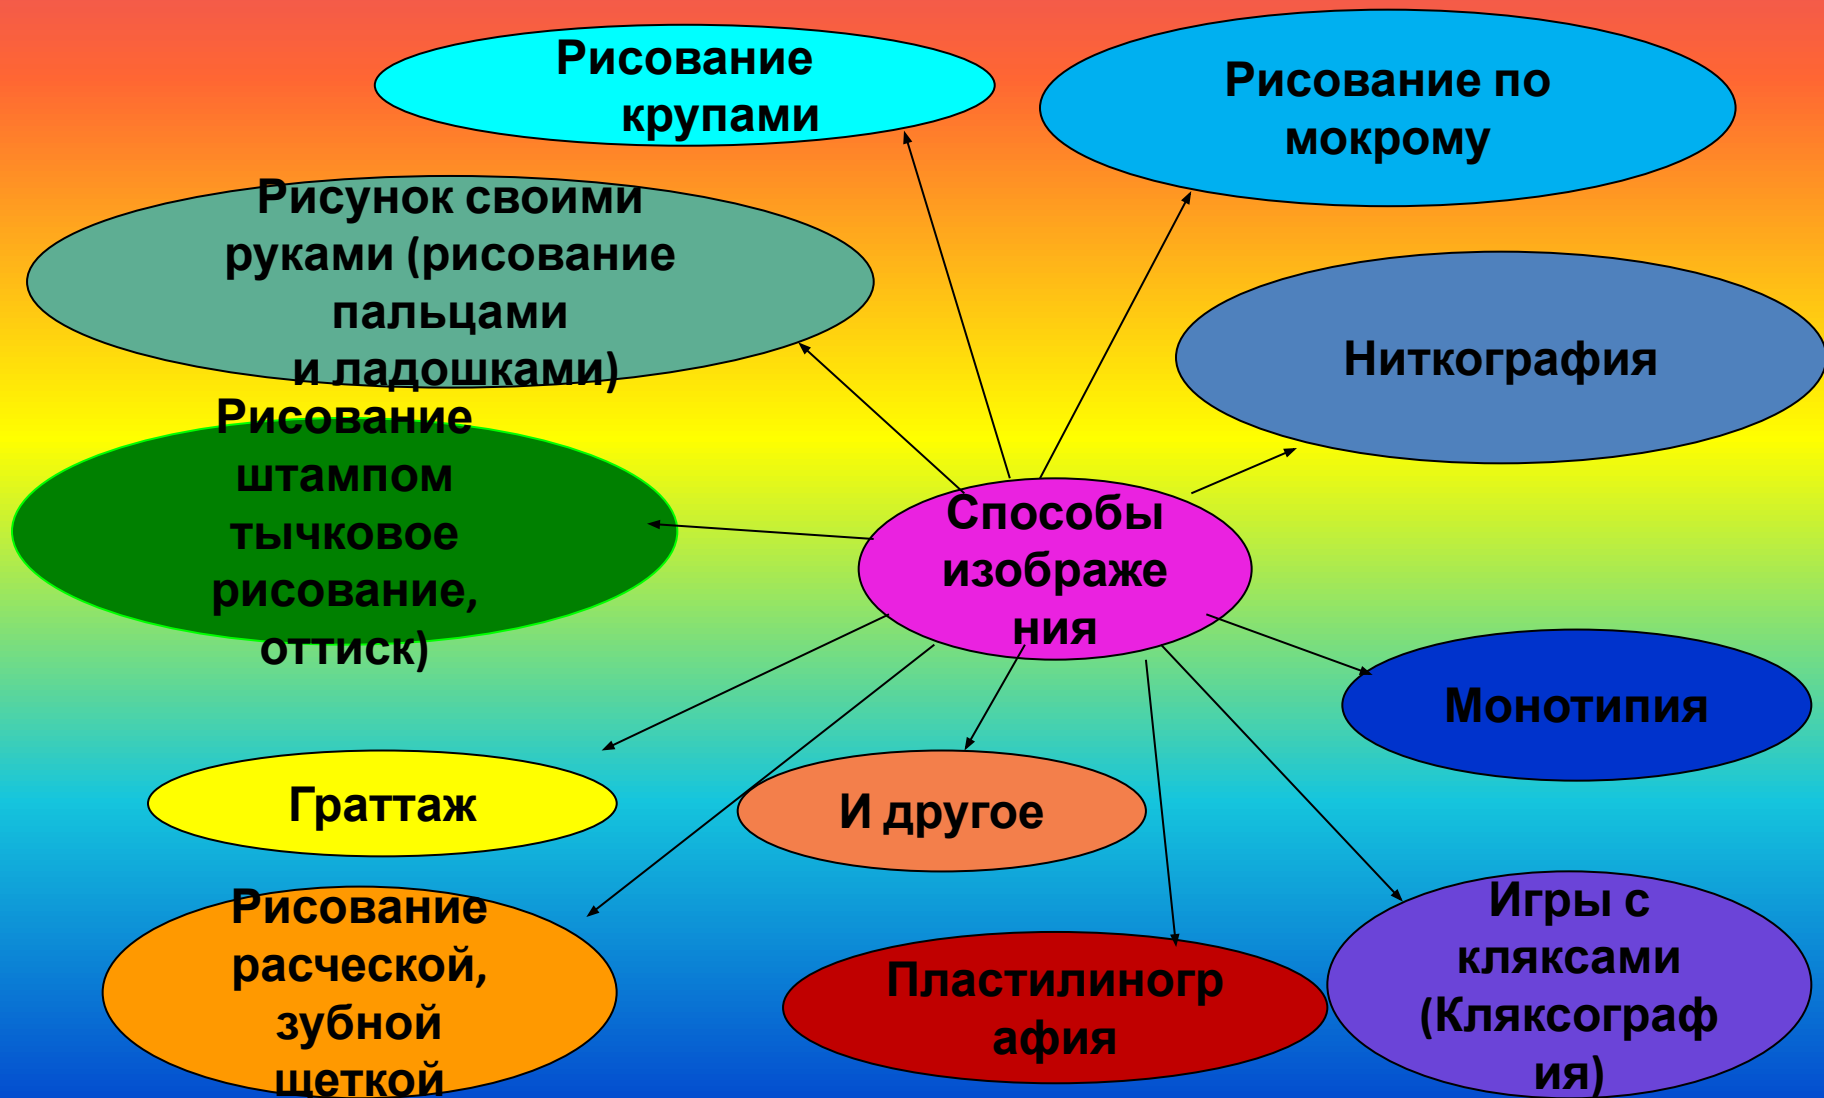 Рисование
крупами
Рисование по
мокрому
Рисунок своими
руками (рисование
пальцами
и ладошками)
Ниткография
Рисование
штампом
тычковое
рисование,
оттиск)
Способы
изображе
ния
Монотипия
Граттаж
И другое
Рисование
расческой,
зубной
щеткой
Пластилиногр
афия
Игры с
кляксами
(Кляксограф
ия)